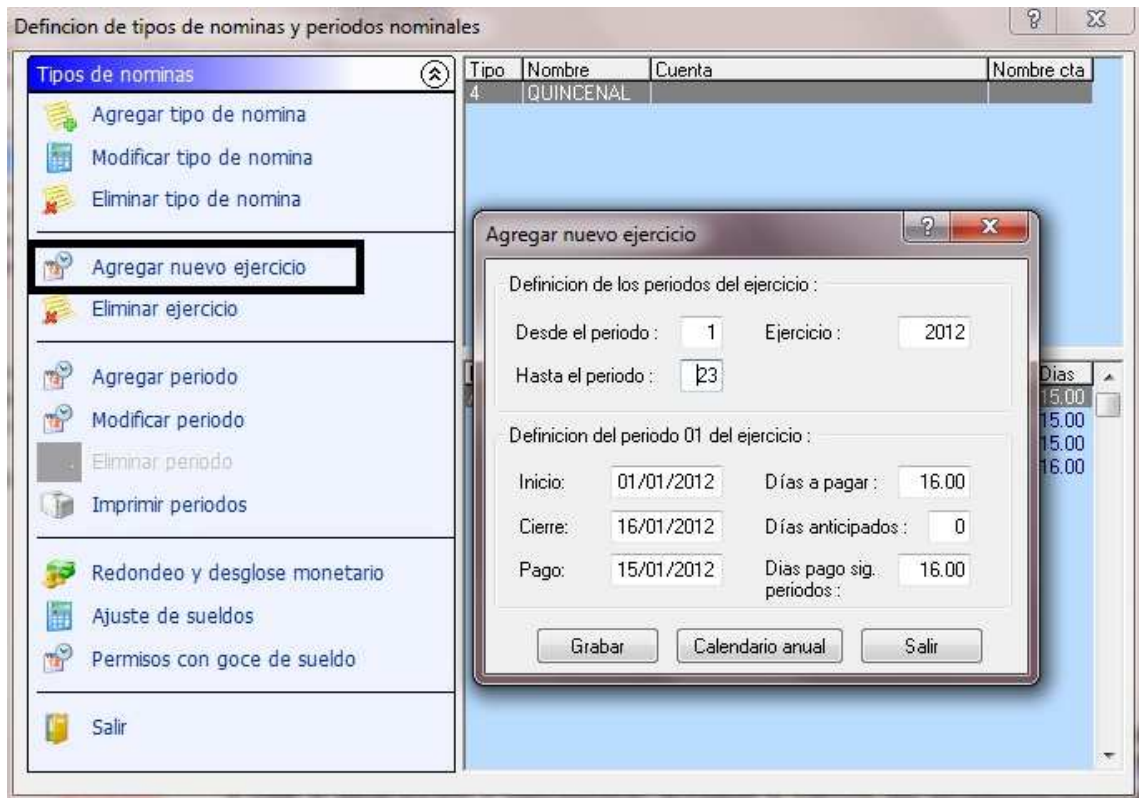 Defincion de tipos de nominas y periodos nominales
Tipos de nominas
Agregar tipo de nomina
Modificar tipo de nomina
Eliminar tipo de nomina
Agregar nuevo ejercicio
Eliminar ejercicio
Agregar periodo
Modificar periodo
Eliminar periodo
Imprimir periodos
Redondeo y desglose monetario
Ajuste de sueldos
Permisos con goce de sueldo
Salir
Tipo Nombre Cuenta Nombre cta
4 QUINCENAL
Agregar nuevo ejercicio
Definicion de los periodos del ejercicio :
Desde el periodo : 1 Ejercicio : 2012
Hasta el periodo : 23
Definicion del periodo 01 del ejercicio :
Inicio: 01/01/2012 Días a pagar : 16.00
Cierre: 16/01/2012 Días anticipados : 0
Pago: 15/01/2012 Dias pago sig. 16.00
periodos :
Grabar Calendario anual Salir
Dias
15.00
15.00
15.00
16.00